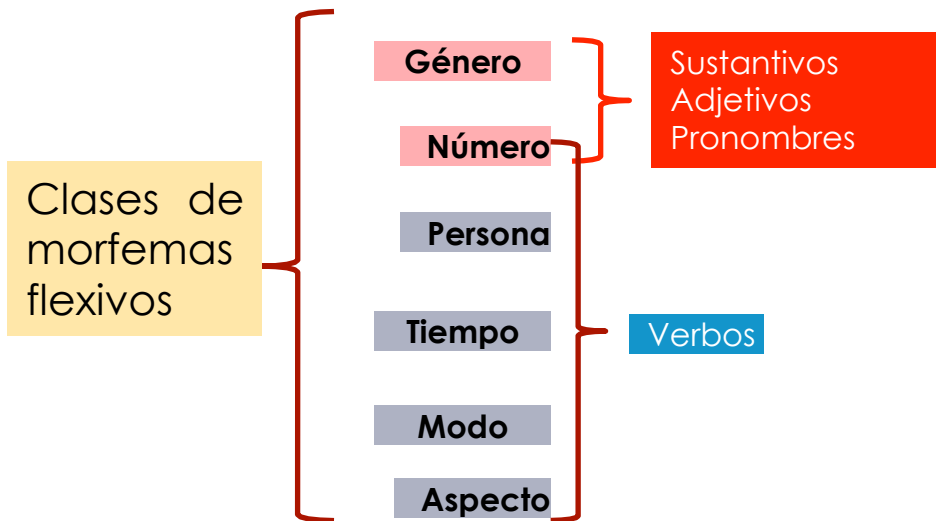 Clases de
morfemas
flexivos
Género
Número
Persona
Tiempo
Modo
Aspecto
Sustantivos
Adjetivos
Pronombres
Verbos